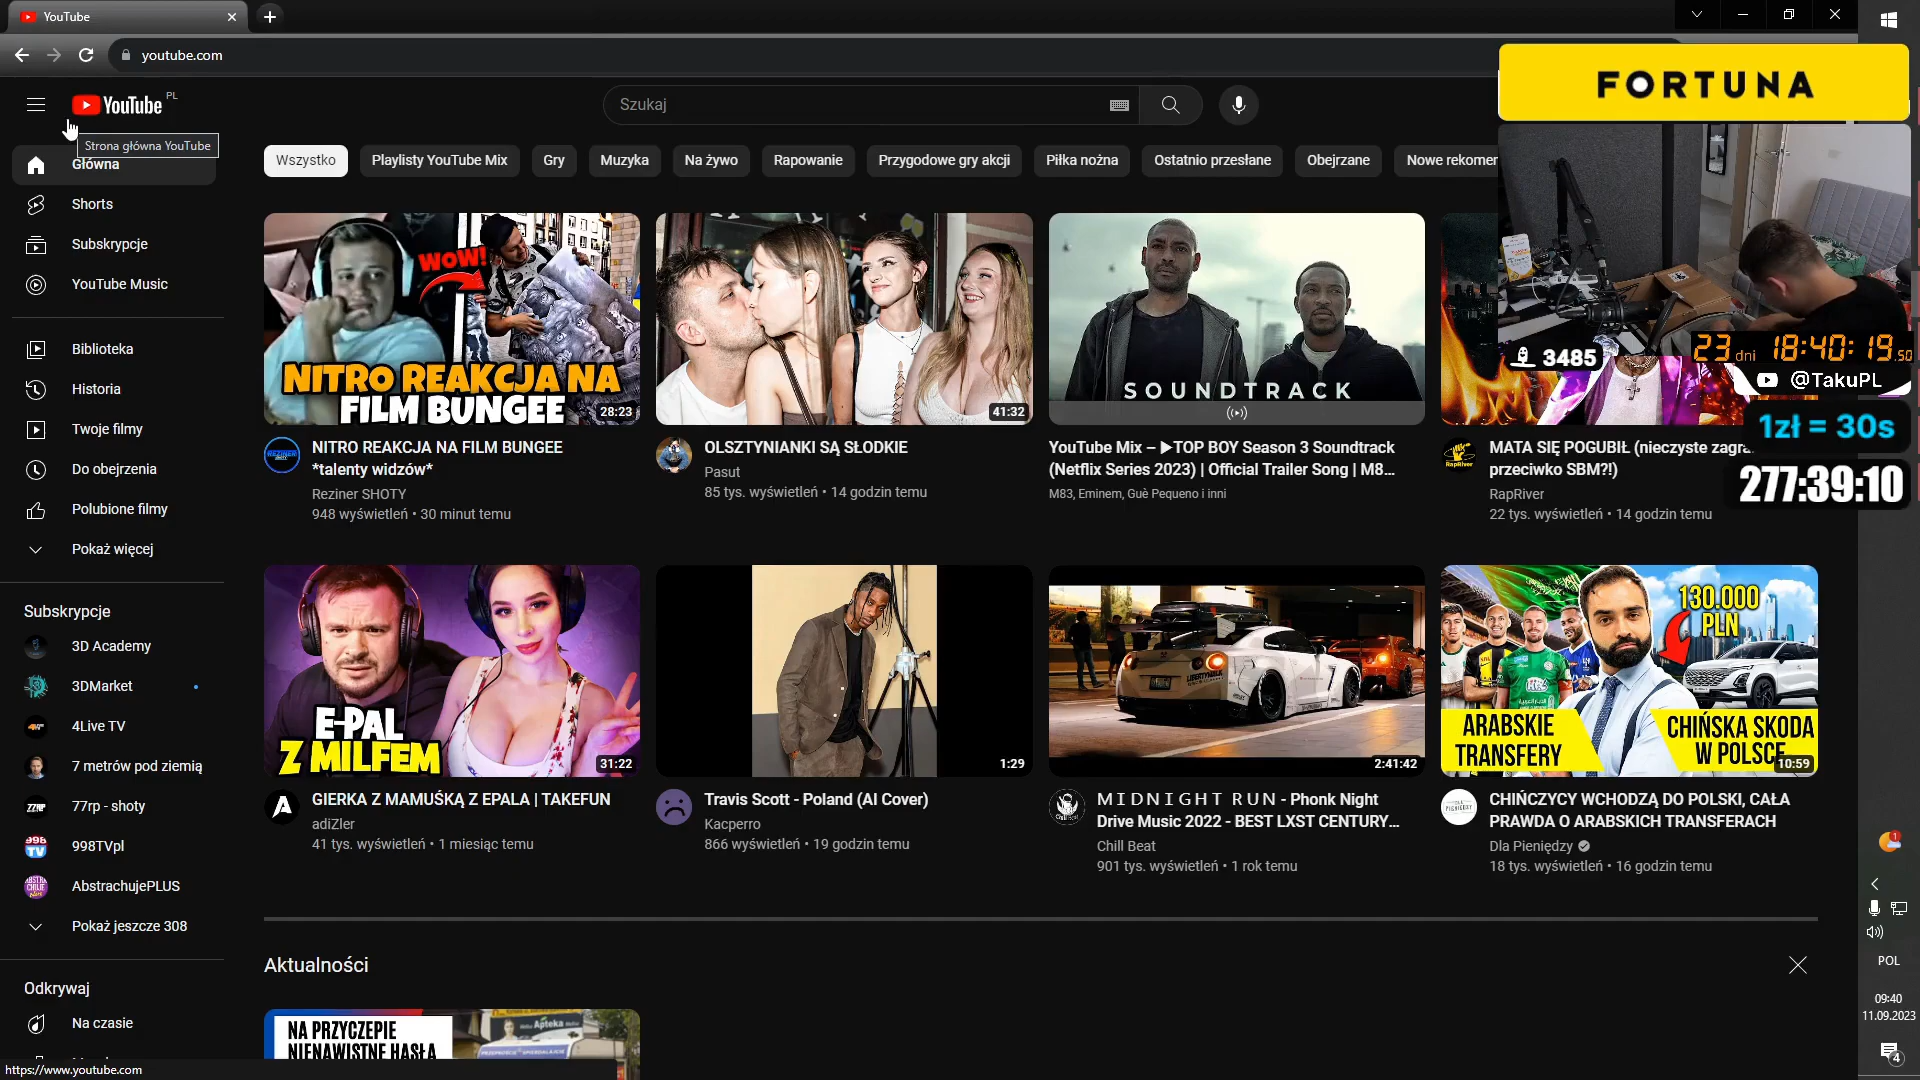 YouTube
youtube.com
YouTube PL
Szukaj
FORTUNA
Strona główna YouTube
Główna
Shorts
Subskrypcje
YouTube Music
Biblioteka
Historia
Twoje filmy
Do obejrzenia
Polubione filmy
Pokaż więcej
Subskrypcje
3D Academy
3DMarket
4Live TV
7 metrów pod ziemią
77rp - shoty
998TVpl
AbstrachujePLUS
Pokaż jeszcze 308
Odkrywaj
Na czasie
https://www.youtube.com
Wszystko
Playlisty YouTube Mix
Gry
Muzyka
Na żywo
Rapowanie
Przygodowe gry akcji
Piłka nożna
Ostatnio przesłane
Obejrzane
Nowe rekomen
WOW!
NITRO REAKCJA NA
FILM BUNGEE
28:23
NITRO REAKCJA NA FILM BUNGEE
*talenty widzów*
Reziner SHOTY
948 wyświetleń • 30 minut temu
41:32
OLSZTYNIANKI SĄ SŁODKIE
Pasut
85 tys. wyświetleń • 14 godzin temu
SOUNDTRACK
YouTube Mix – ▶TOP BOY Season 3 Soundtrack
(Netflix Series 2023) | Official Trailer Song | M8...
M83, Eminem, Guè Pequeno i inni
3485
23 dni 18:40:19.50
@TakuPL
1zł = 30s
277:39:10
MATA SIĘ POGUBIŁ (nieczyste zagra
przeciwko SBM?!)
RapRiver
22 tys. wyświetleń • 14 godzin temu
E-PAL
Z MILFEM
31:22
GIERKA Z MAMUŚKĄ Z EPALA | TAKEFUN
adiZler
41 tys. wyświetleń • 1 miesiąc temu
1:29
Travis Scott - Poland (AI Cover)
Kacperro
866 wyświetleń • 19 godzin temu
2:41:42
M I D N I G H T  R U N - Phonk Night
Drive Music 2022 - BEST LXST CENTURY...
Chill Beat
901 tys. wyświetleń • 1 rok temu
130.000
PLN
ARABSKIE
TRANSFERY
CHIŃSKA SKODA
W POLSCE
10:59
CHIŃCZYCY WCHODZĄ DO POLSKI, CAŁA
PRAWDA O ARABSKICH TRANSFERACH
Dla Pieniędzy
18 tys. wyświetleń • 16 godzin temu
Aktualności
NA PRZYCZEPIE
NIENAWISTNE HASŁA
Apteka
1
POL
09:40
11.09.2023
4